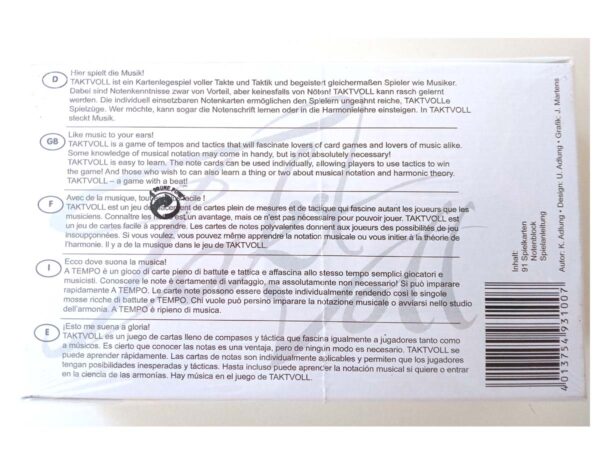 D
Hier spielt die Musik!
TAKTVOLL ist ein Kartenlegespiel voller Takte und Taktik und begeistert gleichermaßen Spieler wie Musiker.
Dabei sind Notenkenntnisse zwar von Vorteil, aber keinesfalls von Nöten! TAKTVOLL kann rasch gelernt
werden. Die individuell einsetzbaren Notenkarten ermöglichen den Spielern ungeahnt reiche, TAKTVOLLe
Spielzüge. Wer möchte, kann sogar die Notenschrift lernen oder in die Harmonielehre einsteigen. In TAKTVOLL
steckt Musik.
GB
Like music to your ears!
TAKTVOLL is a game of tempos and tactics that will fascinate lovers of card games and lovers of music alike.
Some knowledge of musical notation may come in handy, but is not absolutely necessary!
TAKTVOLL is easy to learn. The note cards can be used individually, allowing players to use tactics to win
the game! And those who wish to can also learn a thing or two about musical notation and harmonic theory.
TAKTVOLL – a game with a beat!
F
Avec de la musique, facile !
TAKTVOLL est un jeu de cartes plein de mesures et de tactique qui fascine autant les joueurs que les
musiciens. Connaître les est un avantage, mais ce n'est pas nécessaire pour pouvoir jouer. TAKTVOLL est
un jeu de cartes facile à apprendre. Les cartes de notes polyvalentes donnent aux joueurs des possibilités de jeu
insoupçonnées. Si vous voulez, vous pouvez même apprendre la notation musicale ou vous initier à la théorie de
l'harmonie. Il y a de la musique dans le jeu de TAKTVOLL.
I
Ecco dove suona la musica!
A TEMPO è un gioco di carte pieno di battute e tattica e affascina allo stesso tempo semplici giocatori e
musicisti. Conoscere le note è certamente di vantaggio, ma assolutamente non necessario! Si può imparare
rapidamente A TEMPO. Le carte note possono essere deposte individualmente rendendo così le singole
mosse ricche di battute e TEMPO. Chi vuole può persino imparare la notazione musicale o avviarsi nello studio
dell'armonia. A TEMPO è ripieno di musica.
E
¡Esto me suena a gloria!
TAKTVOLL es un juego de cartas lleno de compases y táctica que fascina igualmente a jugadores tanto como
a músicos. Es cierto que conocer las notas es una ventaja, pero de ningún modo es necesario. TAKTVOLL se
puede aprender rápidamente. Las cartas de notas son individualmente aplicables y permiten que los jugadores
tengan posibilidades inesperadas y tácticas. Hasta incluso puede aprender la notación musical si quiere o entrar
en la ciencia de las armonías. Hay música en el juego de TAKTVOLL.
Inhalt:
91 Spielkarten
Notenblock
Spielanleitung
Autor: K. Adlung • Design: U. Adlung • Grafik: J. Martens
4013754931007